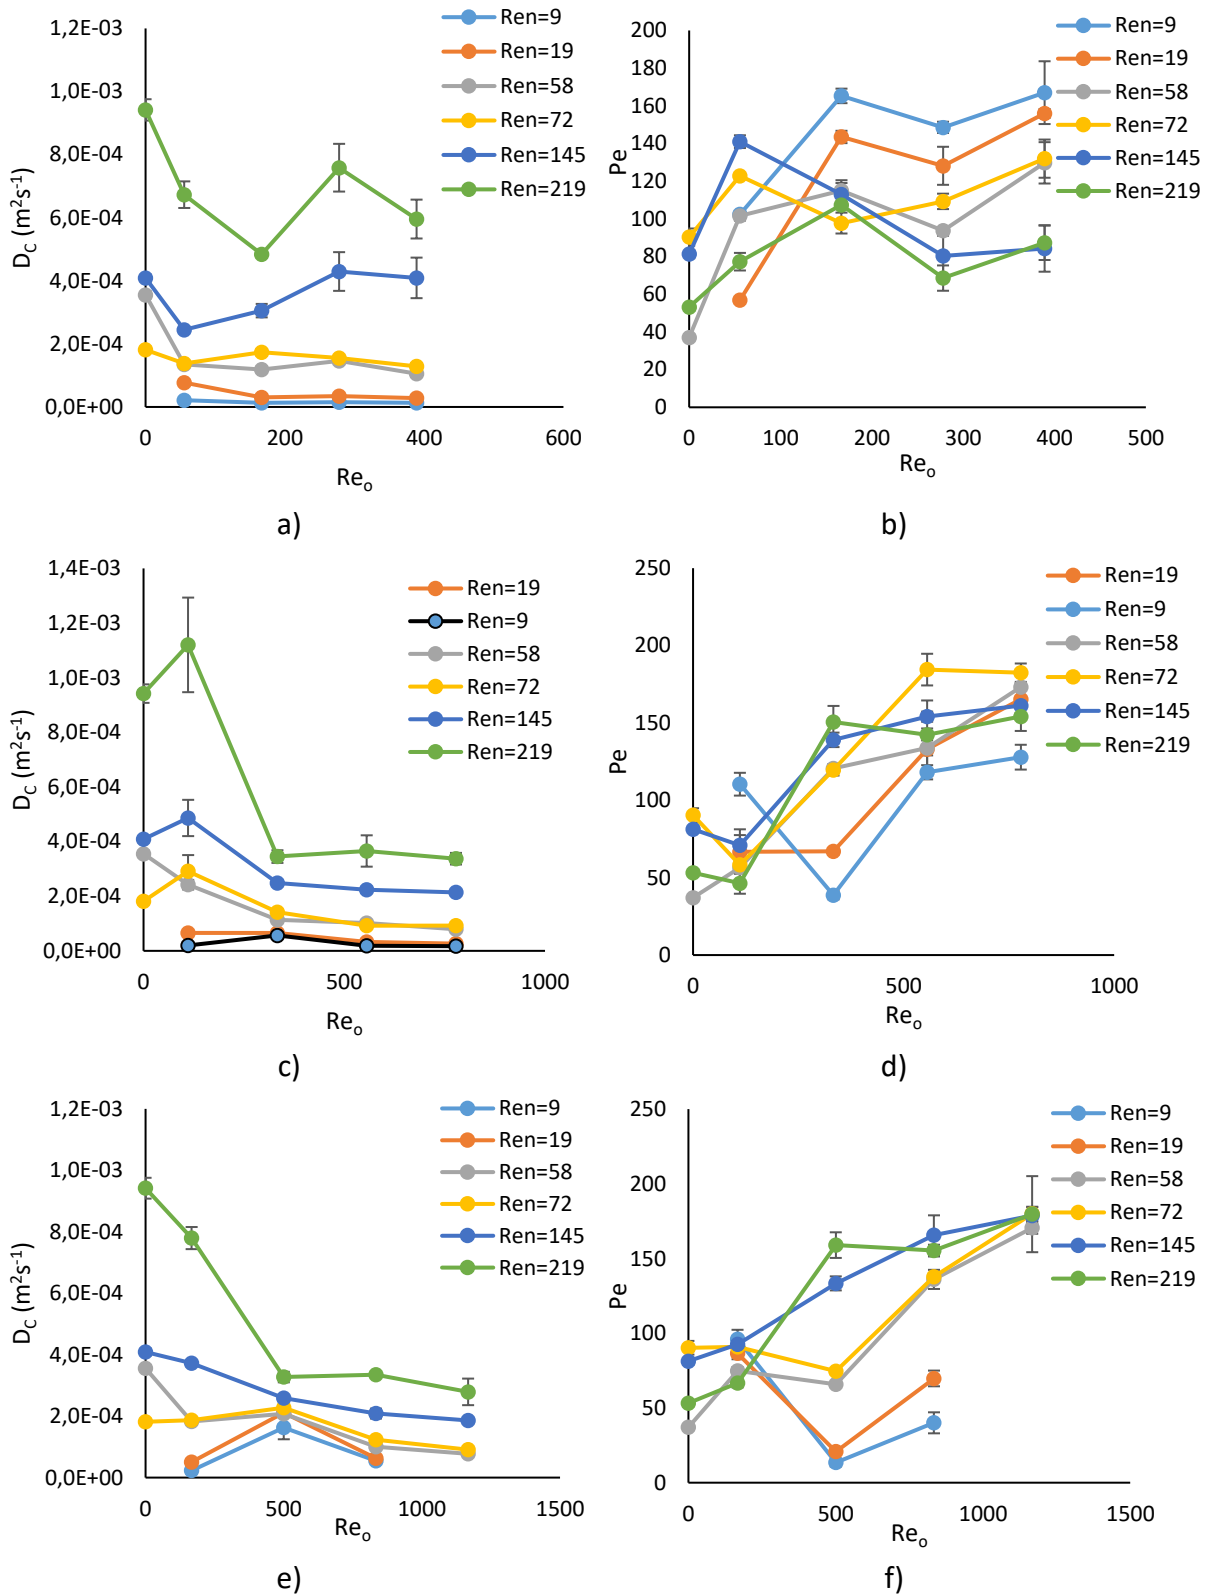 1,2E-03
1,0E-03
8,0E-04
6,0E-04
4,0E-04
2,0E-04
0,0E+00
D_C (m²s⁻¹)
0 200 400 600
Re_o
Ren=9
Ren=19
Ren=58
Ren=72
Ren=145
Ren=219
a)
200
180
160
140
120
100
80
60
40
20
0
Pe
0 100 200 300 400 500
Re_o
Ren=9
Ren=19
Ren=58
Ren=72
Ren=145
Ren=219
b)
1,4E-03
1,2E-03
1,0E-03
8,0E-04
6,0E-04
4,0E-04
2,0E-04
0,0E+00
D_C (m²s⁻¹)
0 500 1000
Re_o
Ren=19
Ren=9
Ren=58
Ren=72
Ren=145
Ren=219
c)
250
200
150
100
50
0
Pe
0 500 1000
Re_o
Ren=19
Ren=9
Ren=58
Ren=72
Ren=145
Ren=219
d)
1,2E-03
1,0E-03
8,0E-04
6,0E-04
4,0E-04
2,0E-04
0,0E+00
D_C (m²s⁻¹)
0 500 1000 1500
Re_o
Ren=9
Ren=19
Ren=58
Ren=72
Ren=145
Ren=219
e)
250
200
150
100
50
0
Pe
0 500 1000 1500
Re_o
Ren=9
Ren=19
Ren=58
Ren=72
Ren=145
Ren=219
f)